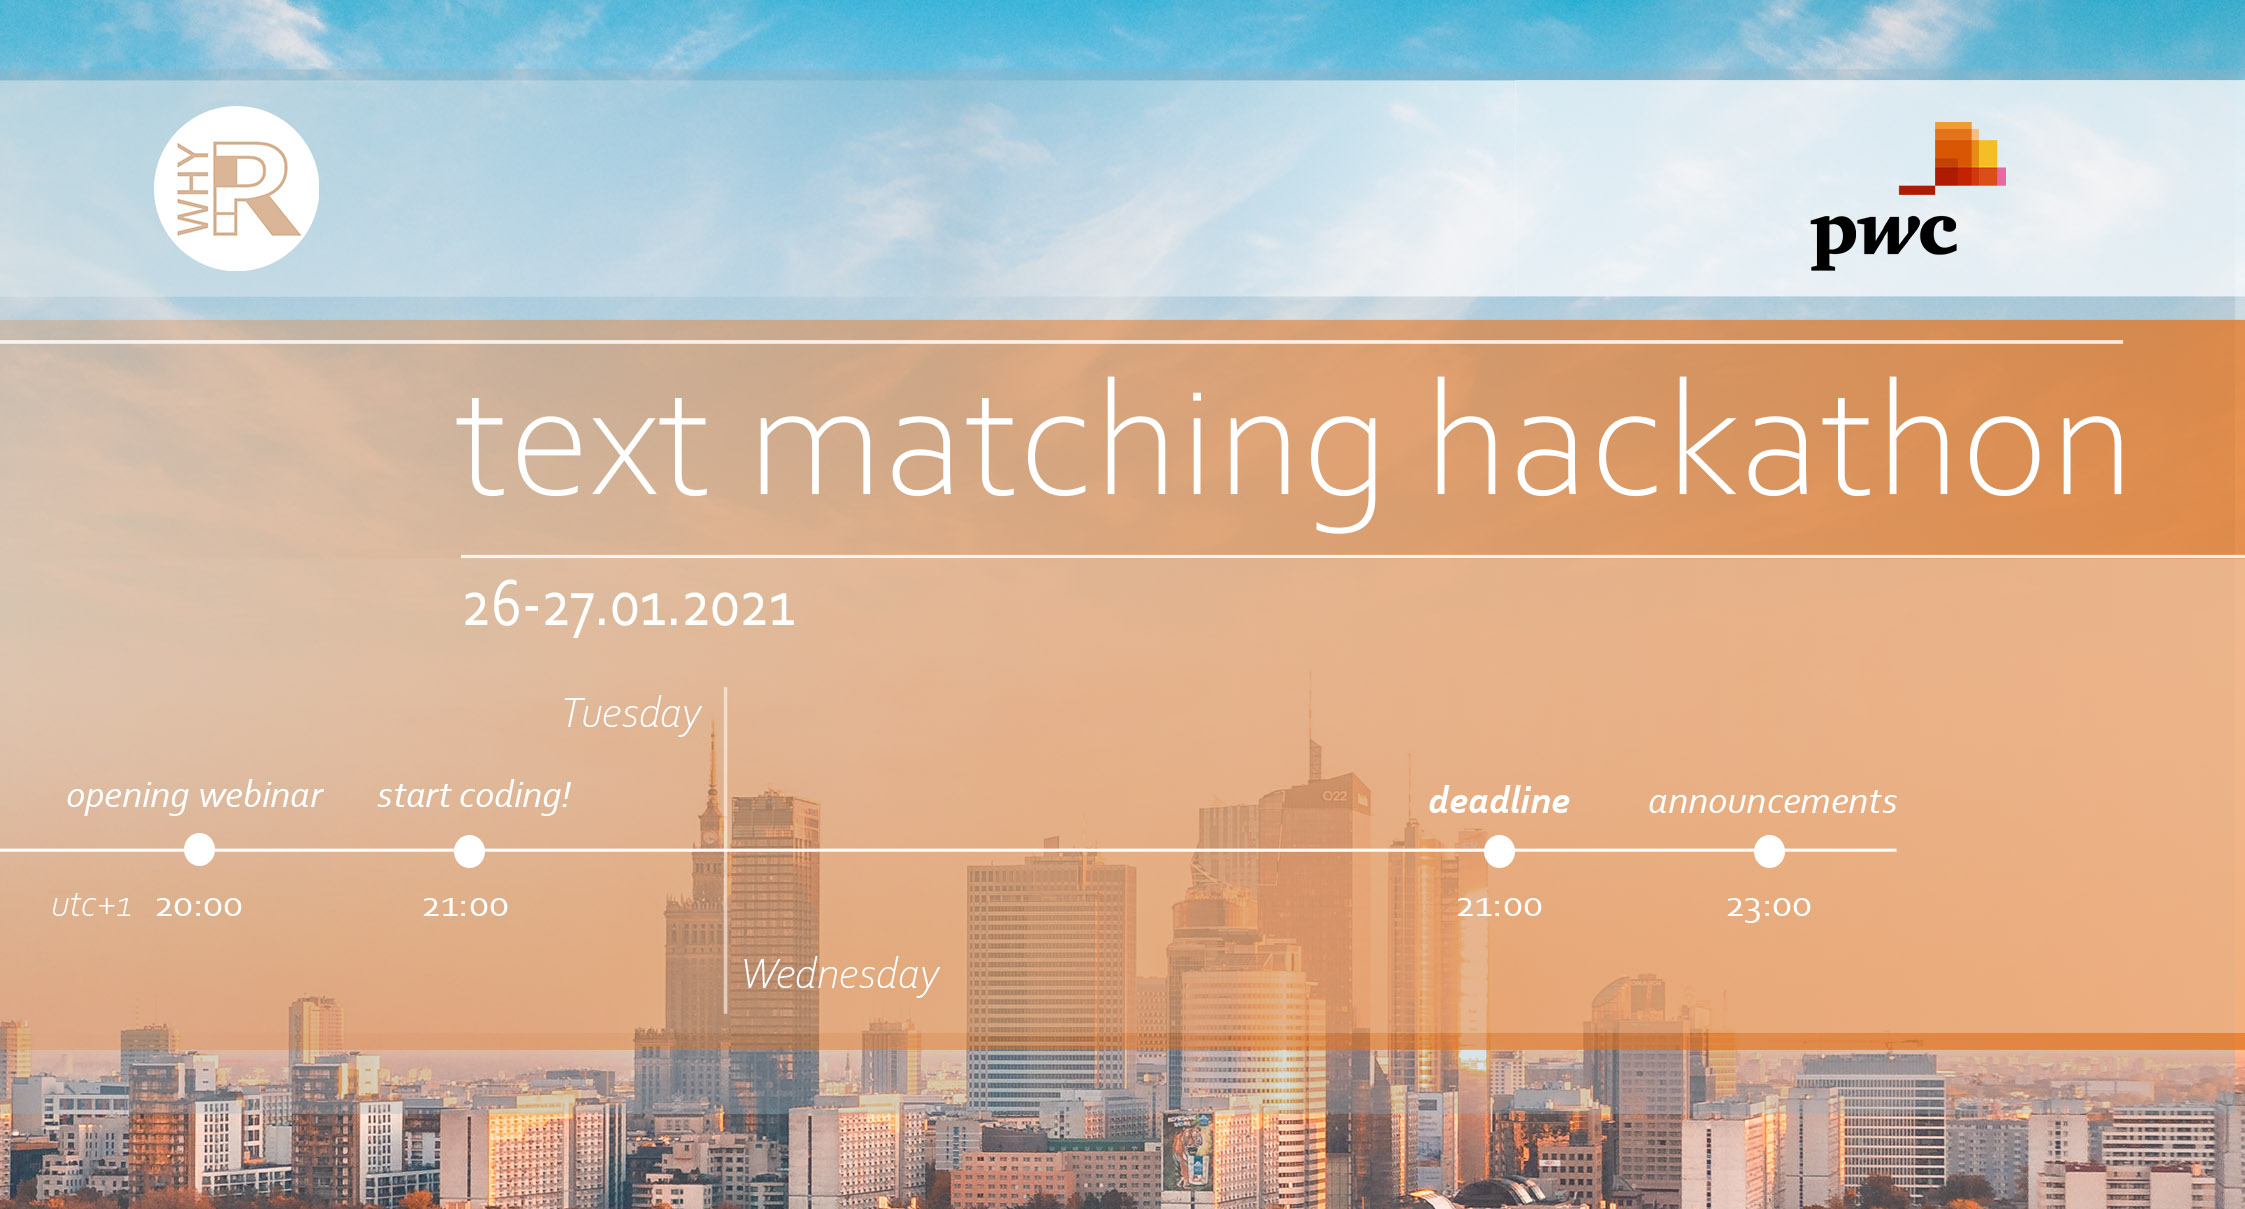 WHY R
pwc
text matching hackathon
26-27.01.2021
Tuesday
opening webinar
start coding!
deadline
announcements
utc+1 20:00
21:00
21:00
23:00
Wednesday
Q22